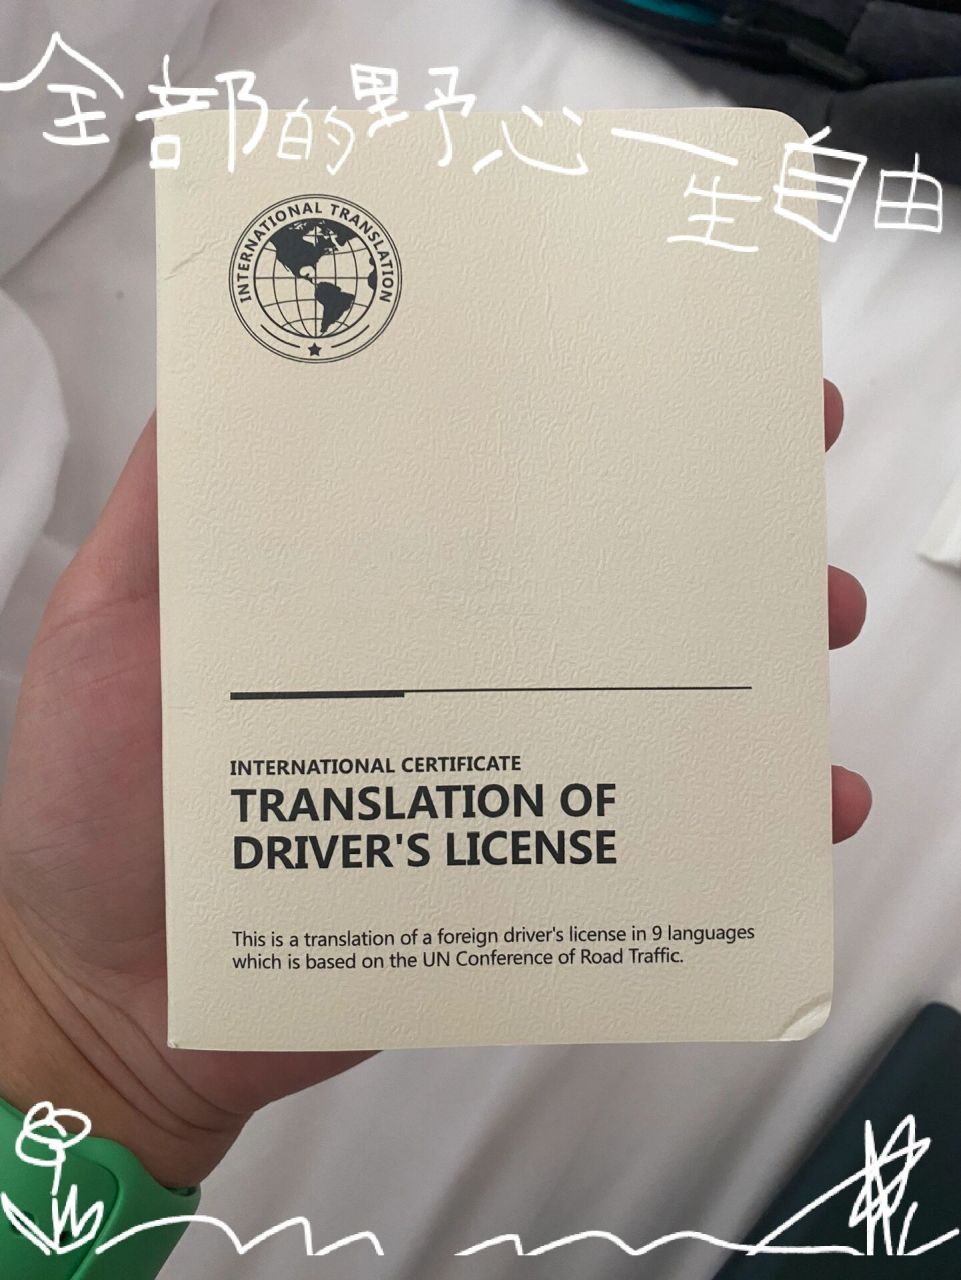 全部的野心一生自由
INTERNATIONAL TRANSLATION
INTERNATIONAL CERTIFICATE
TRANSLATION OF
DRIVER'S LICENSE
This is a translation of a foreign driver's license in 9 languages
which is based on the UN Conference of Road Traffic.